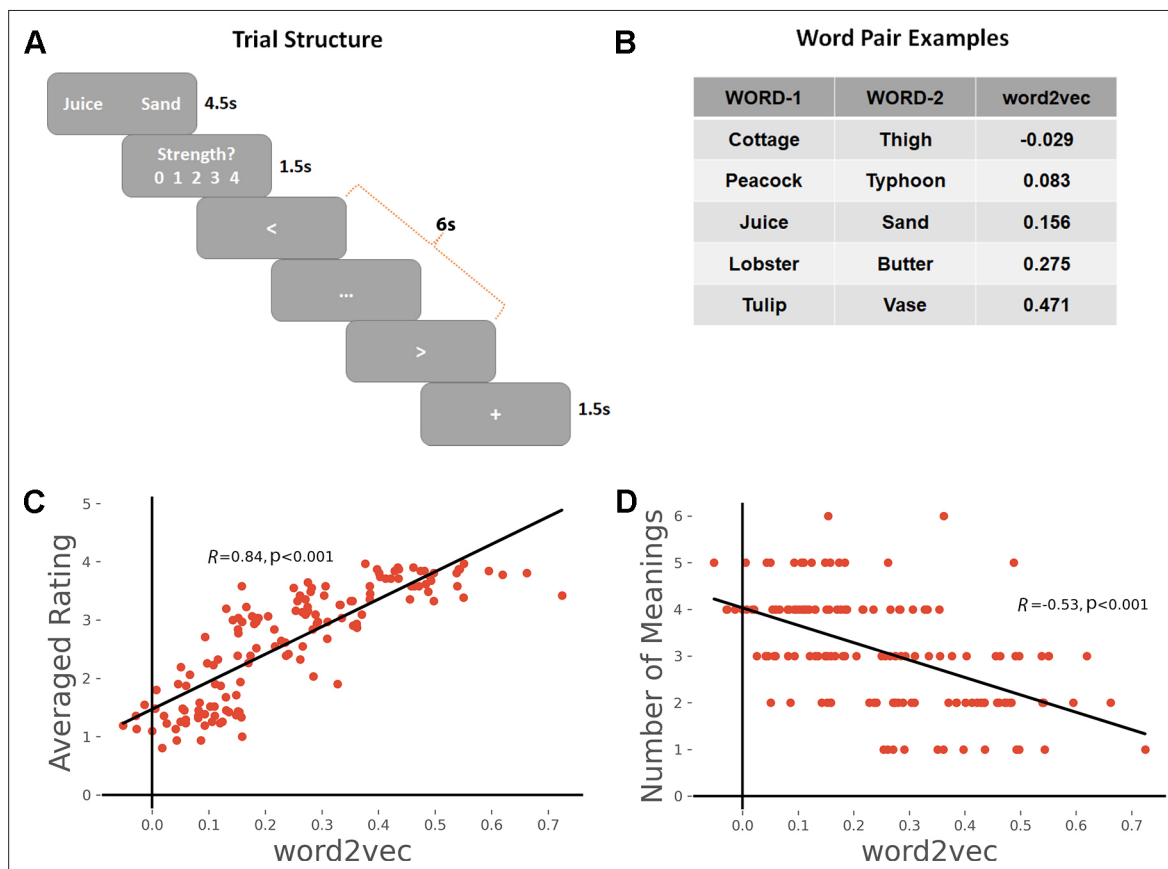 A
Trial Structure
Juice Sand 4.5s
Strength?
0 1 2 3 4
1.5s
<
6s
...
>
+
1.5s
B
Word Pair Examples
WORD-1 WORD-2 word2vec
Cottage Thigh -0.029
Peacock Typhoon 0.083
Juice Sand 0.156
Lobster Butter 0.275
Tulip Vase 0.471
C
Averaged Rating
5
4
3
2
1
0
R=0.84, p<0.001
0.0 0.1 0.2 0.3 0.4 0.5 0.6 0.7
word2vec
D
Number of Meanings
6
5
4
3
2
1
0
R=-0.53, p<0.001
0.0 0.1 0.2 0.3 0.4 0.5 0.6 0.7
word2vec